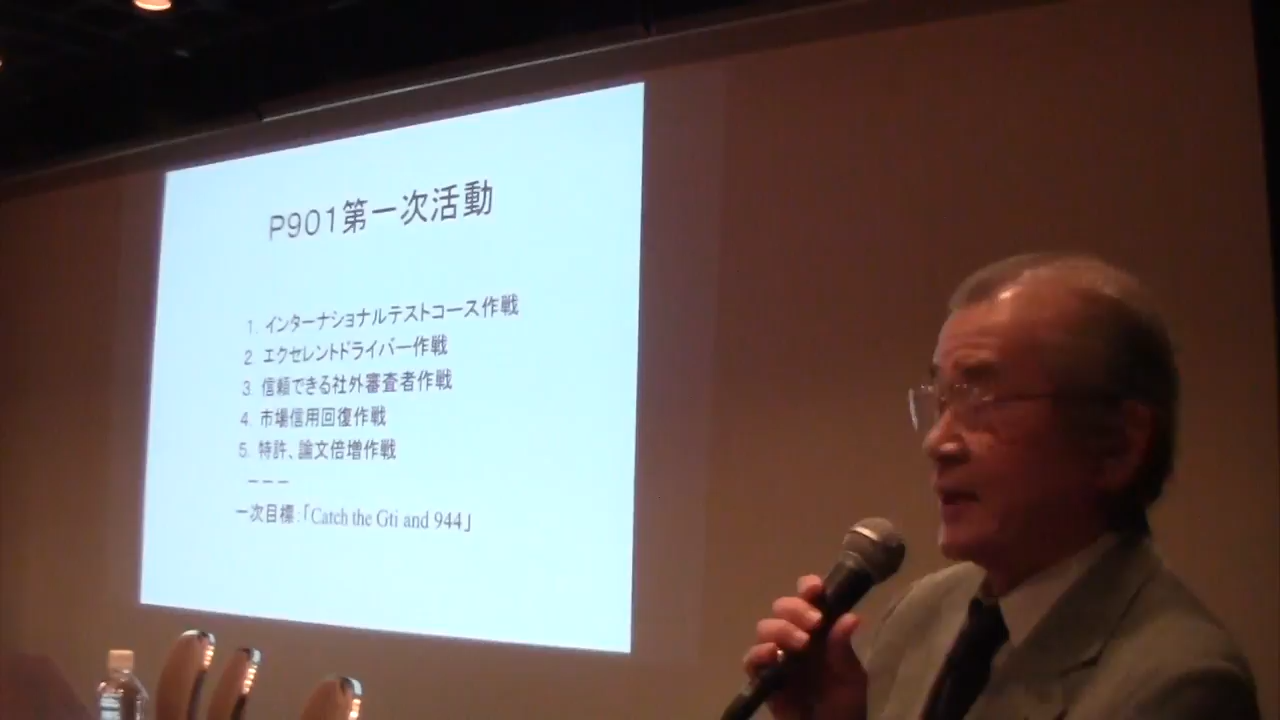 P901第一次活動
1. インターナショナルテストコース作戦
2. エクセレントドライバー作戦
3. 信頼できる社外審査者作戦
4. 市場信用回復作戦
5. 特許、論文倍増作戦
ーーー
一次目標:「Catch the Gti and 944」